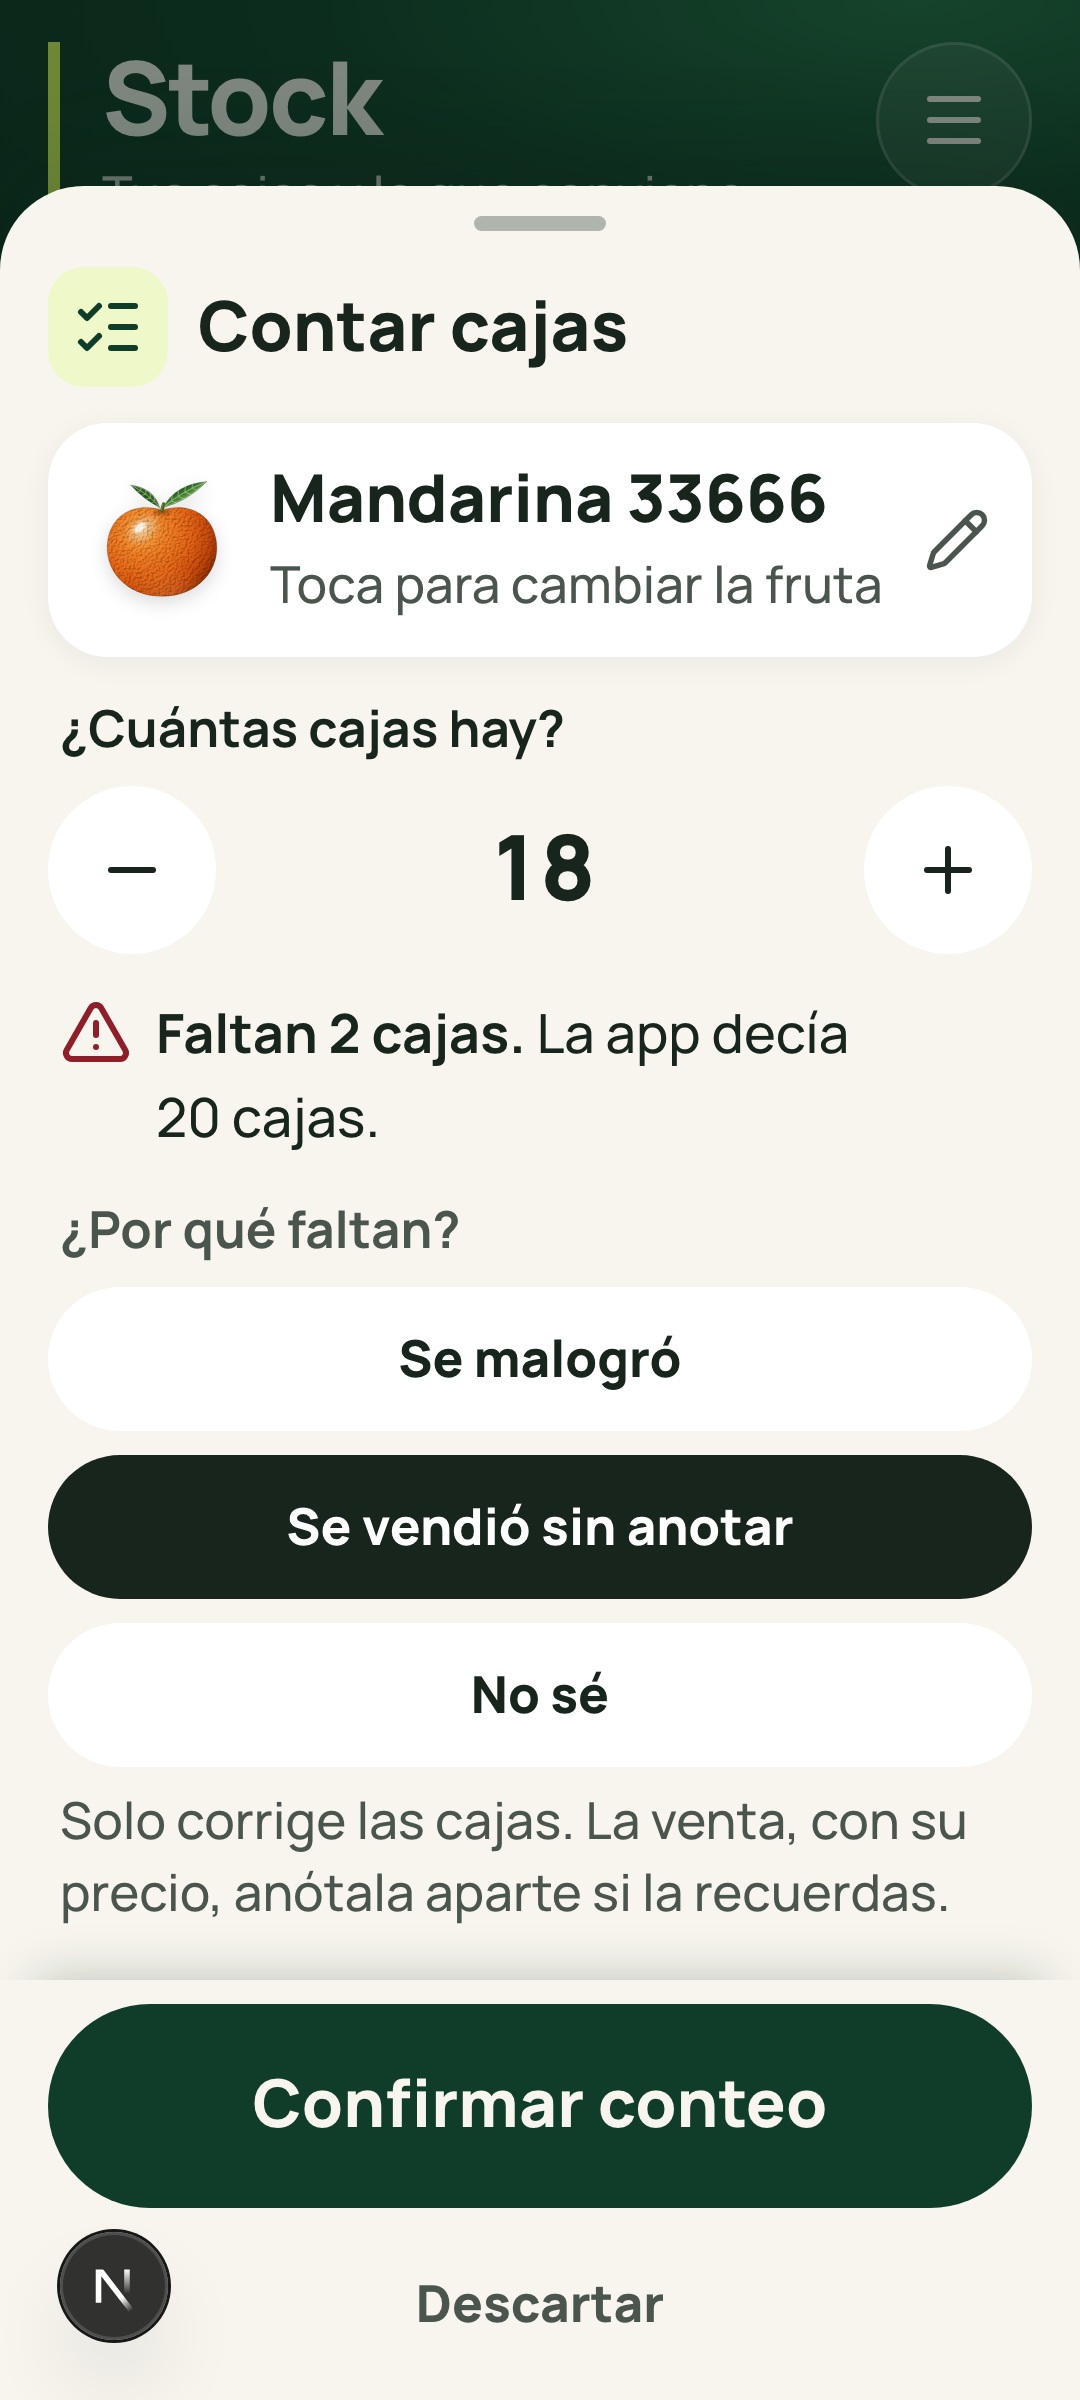 Stock
Contar cajas
Mandarina 33666
Toca para cambiar la fruta
¿Cuántas cajas hay?
18
Faltan 2 cajas. La app decía
20 cajas.
¿Por qué faltan?
Se malogró
Se vendió sin anotar
No sé
Solo corrige las cajas. La venta, con su
precio, anótala aparte si la recuerdas.
Confirmar conteo
N
Descartar